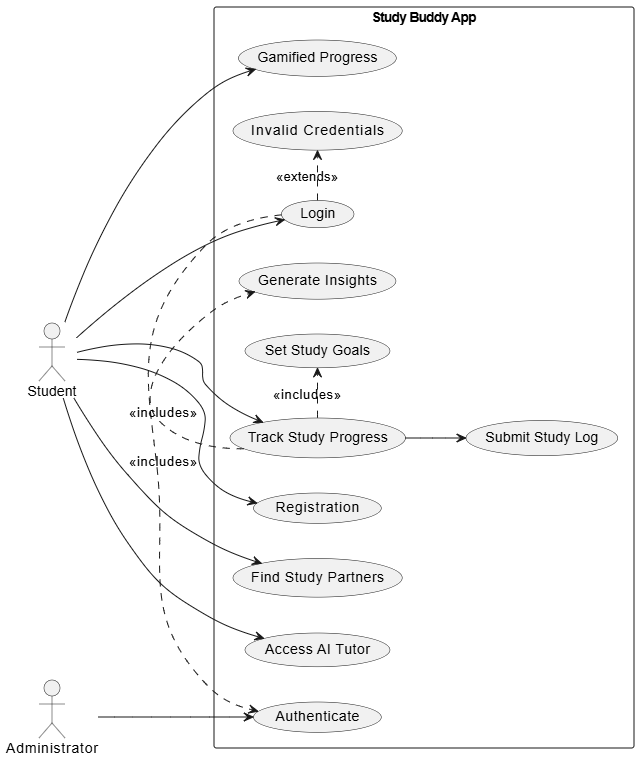 Study Buddy App
Gamified Progress
Invalid Credentials
«extends»
Login
Generate Insights
Set Study Goals
Student
«includes»
«includes»
Track Study Progress
Submit Study Log
«includes»
Registration
Find Study Partners
Access AI Tutor
Authenticate
Administrator